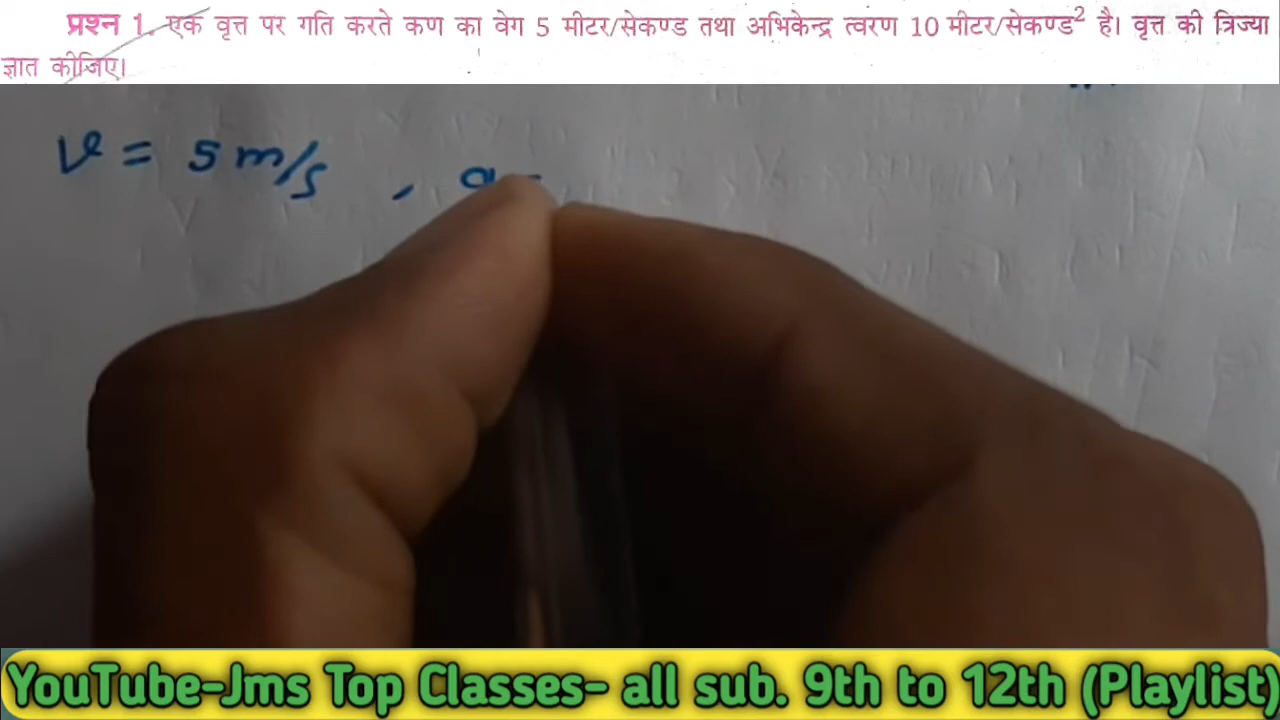 प्रश्न 1. एक वृत्त पर गति करते कण का वेग 5 मीटर/सेकण्ड तथा अभिकेन्द्र त्वरण 10 मीटर/सेकण्ड² है। वृत्त की त्रिज्या
ज्ञात कीजिए।
v = 5 m/s ,
YouTube-Jms Top Classes- all sub. 9th to 12th (Playlist)